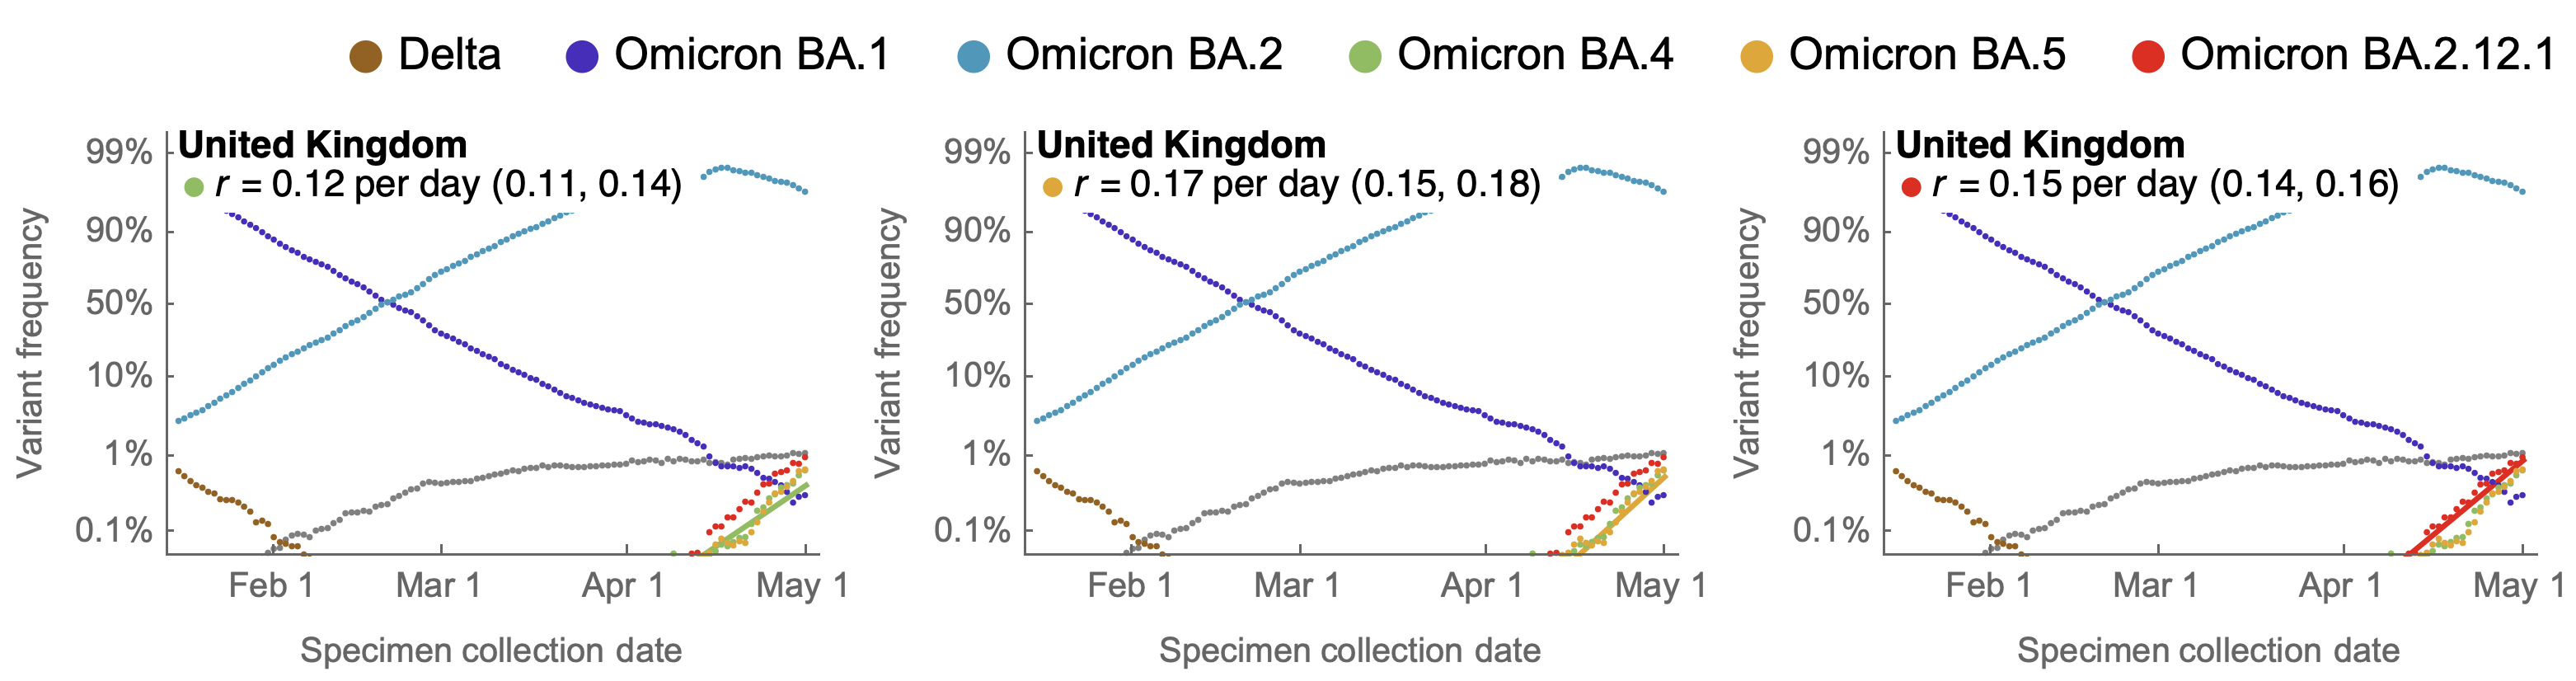 Delta Omicron BA.1 Omicron BA.2 Omicron BA.4 Omicron BA.5 Omicron BA.2.12.1
United Kingdom
r = 0.12 per day (0.11, 0.14)
Variant frequency
99%
90%
50%
10%
1%
0.1%
Feb 1 Mar 1 Apr 1 May 1
Specimen collection date
United Kingdom
r = 0.17 per day (0.15, 0.18)
Variant frequency
99%
90%
50%
10%
1%
0.1%
Feb 1 Mar 1 Apr 1 May 1
Specimen collection date
United Kingdom
r = 0.15 per day (0.14, 0.16)
Variant frequency
99%
90%
50%
10%
1%
0.1%
Feb 1 Mar 1 Apr 1 May 1
Specimen collection date